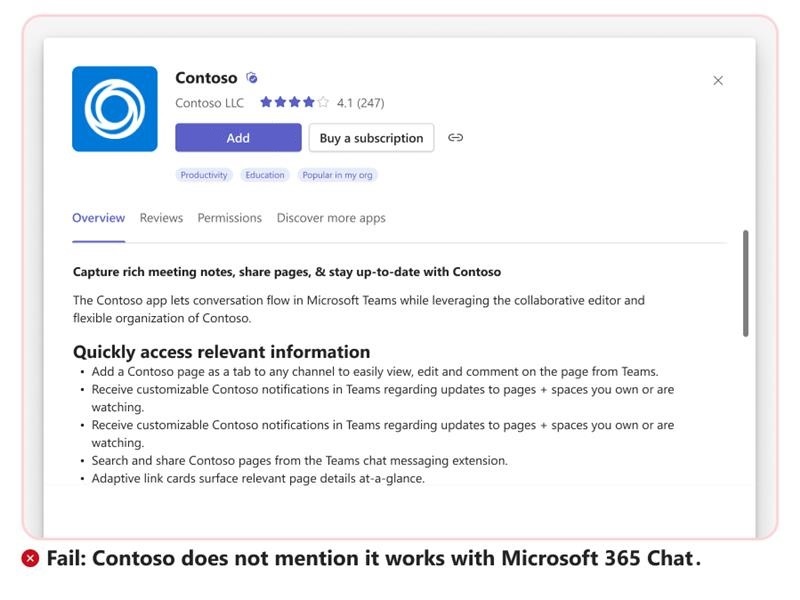 Contoso
Contoso LLC 4.1 (247)
Add Buy a subscription
Productivity Education Popular in my org
Overview Reviews Permissions Discover more apps
Capture rich meeting notes, share pages, & stay up-to-date with Contoso
The Contoso app lets conversation flow in Microsoft Teams while leveraging the collaborative editor and
flexible organization of Contoso.
Quickly access relevant information
• Add a Contoso page as a tab to any channel to easily view, edit and comment on the page from Teams.
• Receive customizable Contoso notifications in Teams regarding updates to pages + spaces you own or are
watching.
• Receive customizable Contoso notifications in Teams regarding updates to pages + spaces you own or are
watching.
• Search and share Contoso pages from the Teams chat messaging extension.
• Adaptive link cards surface relevant page details at-a-glance.
Fail: Contoso does not mention it works with Microsoft 365 Chat.